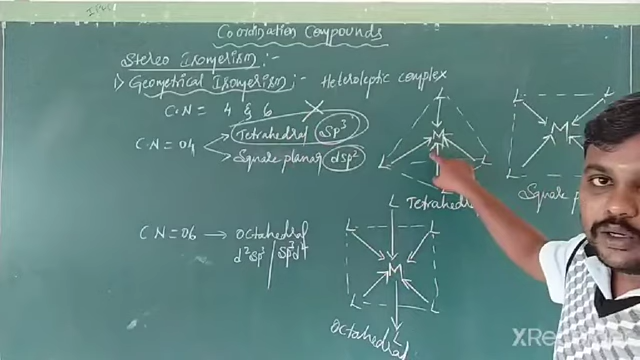 Coordination Compounds
Stereo Isomerism :-
1) Geometrical Isomerism :- Heteroleptic complex
C.N = 4 & 6
C.N = 04 → Tetrahedral (sp³)
→ Square planar (dsp²)
L
M
L
L
L
Tetrahedral
L L
M
L
Square
C N = 06 → Octahedral
d²sp³ / sp³d²
L
L L
M
L L
L
Octahedral